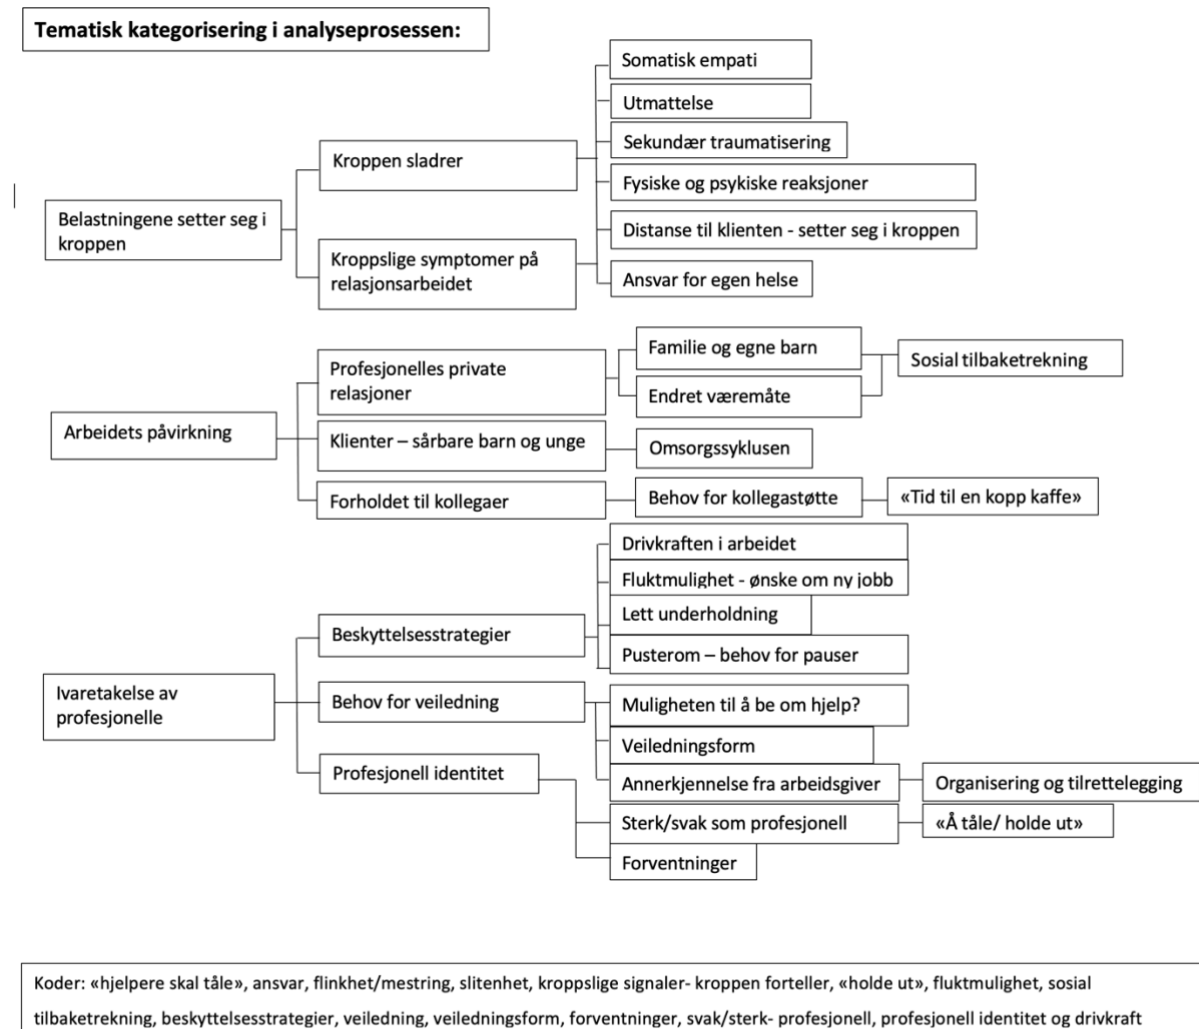 Tematisk kategorisering i analyseprosessen:
Somatisk empati
Utmattelse
Kroppen sladrer
Sekundær traumatisering
Fysiske og psykiske reaksjoner
Belastningene setter seg i
kroppen
Distanse til klienten - setter seg i kroppen
Kroppslige symptomer på
relasjonsarbeidet
Ansvar for egen helse
Arbeidets påvirkning
Profesjonelles private
relasjoner
Familie og egne barn
Endret væremåte
Sosial tilbaketrekning
Klienter – sårbare barn og unge
Omsorgssyklusen
Forholdet til kollegaer
Behov for kollegastøtte
«Tid til en kopp kaffe»
Ivaretakelse av
profesjonelle
Beskyttelsesstrategier
Drivkraften i arbeidet
Fluktmulighet - ønske om ny jobb
Lett underholdning
Pusterom – behov for pauser
Behov for veiledning
Muligheten til å be om hjelp?
Veiledningsform
Annerkjennelse fra arbeidsgiver
Organisering og tilrettelegging
Profesjonell identitet
Sterk/svak som profesjonell
«Å tåle/ holde ut»
Forventninger
Koder: «hjelpere skal tåle», ansvar, flinkhet/mestring, slitenhet, kroppslige signaler- kroppen forteller, «holde ut», fluktmulighet, sosial
tilbaketrekning, beskyttelsesstrategier, veiledning, veiledningsform, forventninger, svak/sterk- profesjonell, profesjonell identitet og drivkraft